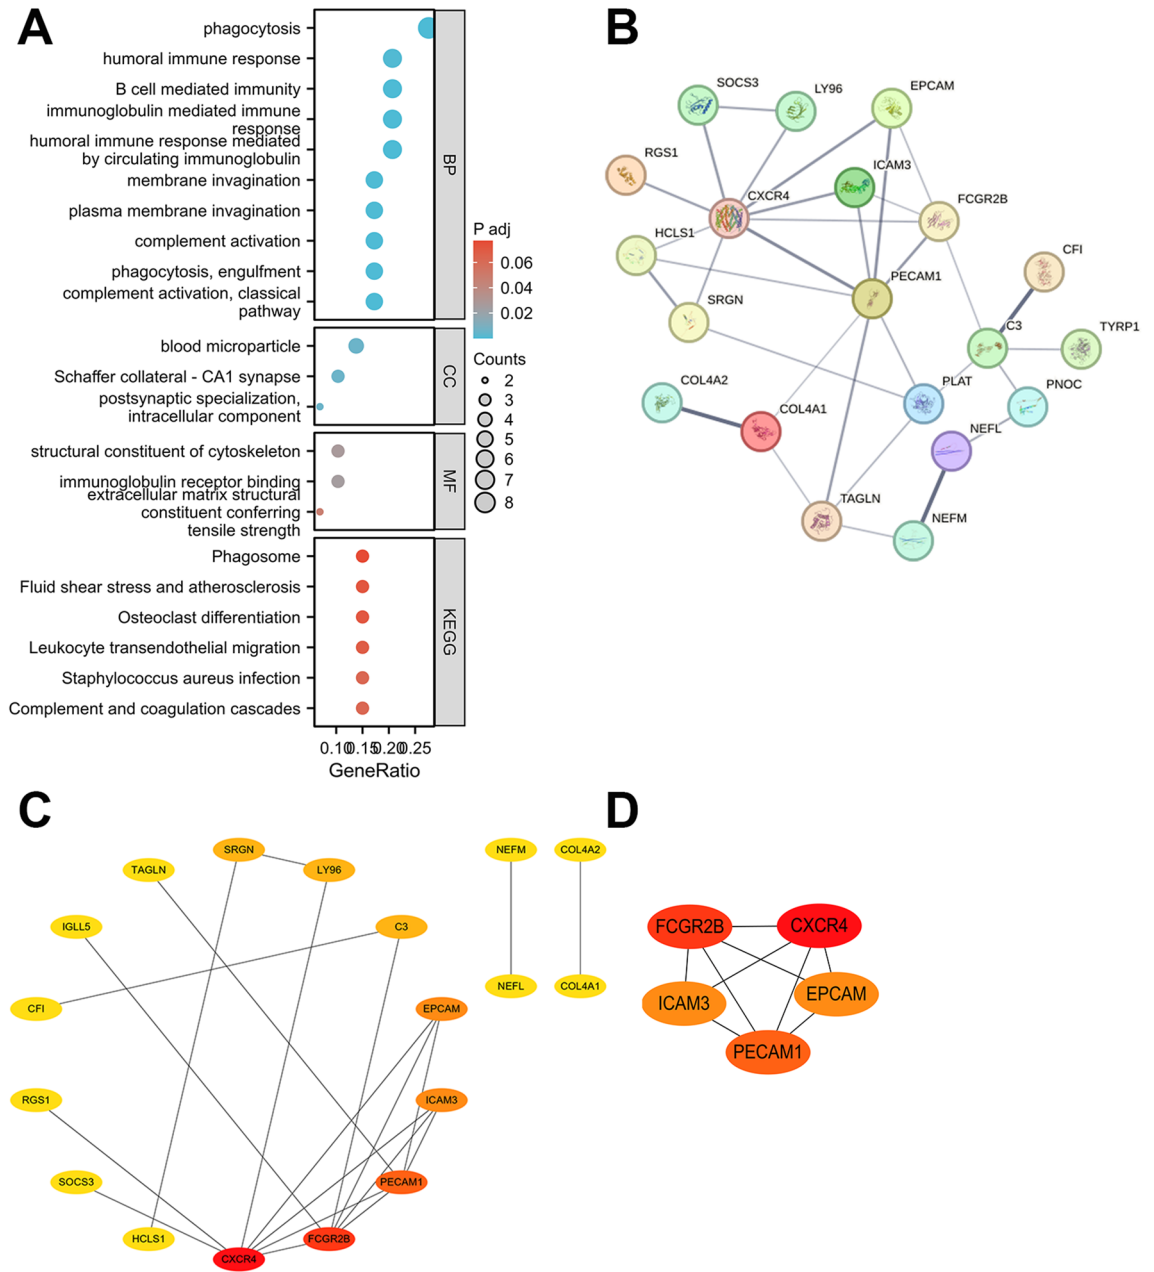 A
phagocytosis
humoral immune response
B cell mediated immunity
immunoglobulin mediated immune
response
humoral immune response mediated
by circulating immunoglobulin
membrane invagination
plasma membrane invagination
complement activation
phagocytosis, engulfment
complement activation, classical
pathway
BP
blood microparticle
Schaffer collateral - CA1 synapse
postsynaptic specialization,
intracellular component
CC
structural constituent of cytoskeleton
immunoglobulin receptor binding
extracellular matrix structural
constituent conferring
tensile strength
MF
Phagosome
Fluid shear stress and atherosclerosis
Osteoclast differentiation
Leukocyte transendothelial migration
Staphylococcus aureus infection
Complement and coagulation cascades
KEGG
0.10
0.15
0.20
0.25
GeneRatio
P adj
0.06
0.04
0.02
Counts
2
3
4
5
6
7
8
B
SOCS3
LY96
EPCAM
RGS1
ICAM3
CXCR4
FCGR2B
HCLS1
CFI
PECAM1
SRGN
C3
TYRP1
COL4A2
PLAT
PNOC
COL4A1
NEFL
TAGLN
NEFM
C
SRGN
TAGLN
LY96
IGLL5
C3
CFI
EPCAM
RGS1
ICAM3
SOCS3
PECAM1
HCLS1
FCGR2B
CXCR4
NEFM
COL4A2
NEFL
COL4A1
D
FCGR2B
CXCR4
ICAM3
EPCAM
PECAM1